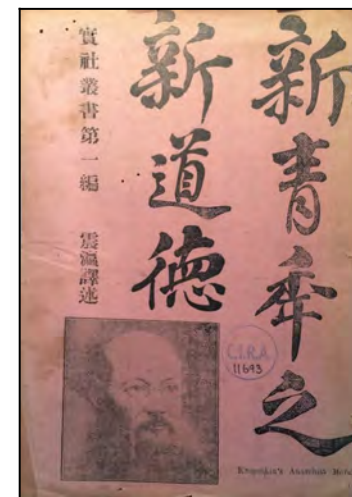 新青年之
新道德
實社叢書第一編 震瀛譯述
C.I.R.A.
11693
Kropotkin's Anarchist